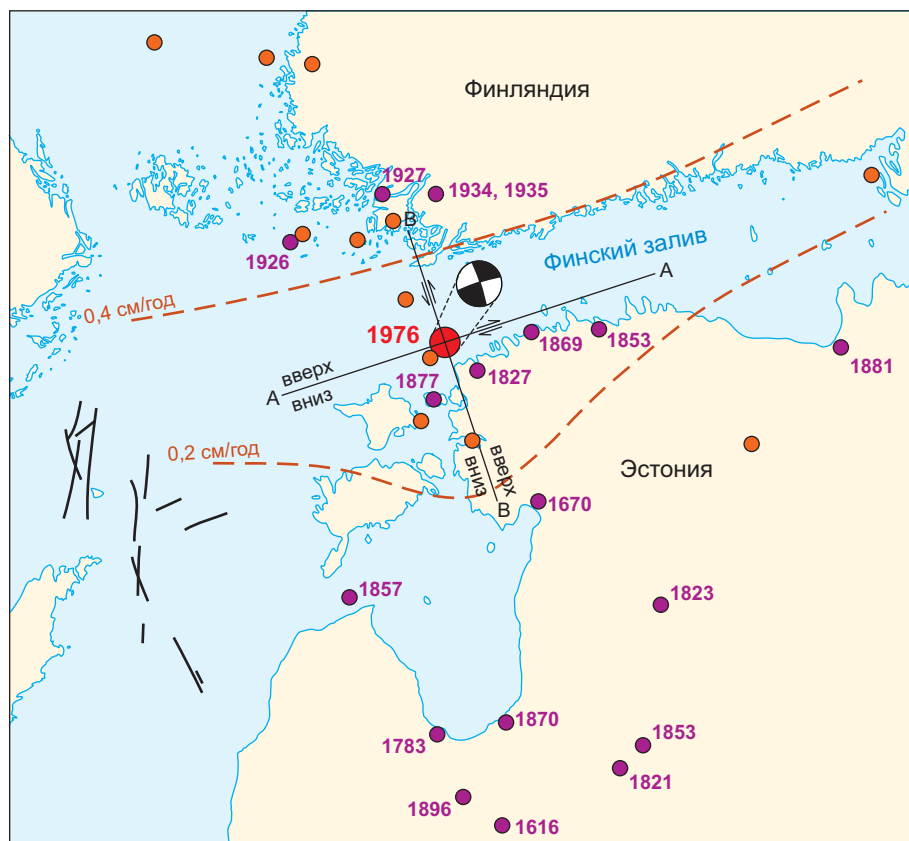 Финляндия
1927
1934, 1935
B
1926
Финский залив
A
0,4 см/год
1976
1869
1853
1881
вверх
A
вниз
1877
1827
0,2 см/год
вверх
вниз
B
Эстония
1670
1857
1823
1870
1783
1853
1821
1896
1616